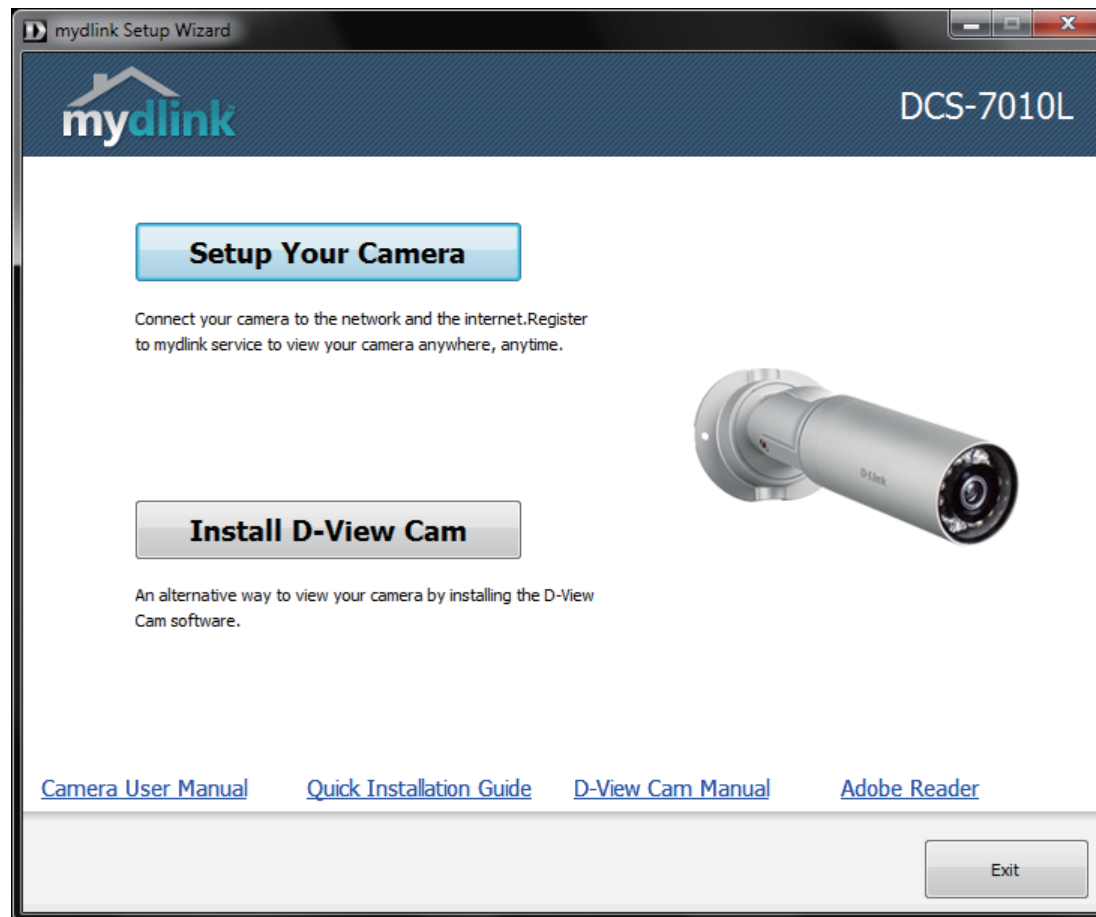 mydlink Setup Wizard
mydlink
DCS-7010L
Setup Your Camera
Connect your camera to the network and the internet.Register
to mydlink service to view your camera anywhere, anytime.
D-Link
Install D-View Cam
An alternative way to view your camera by installing the D-View
Cam software.
Camera User Manual
Quick Installation Guide
D-View Cam Manual
Adobe Reader
Exit